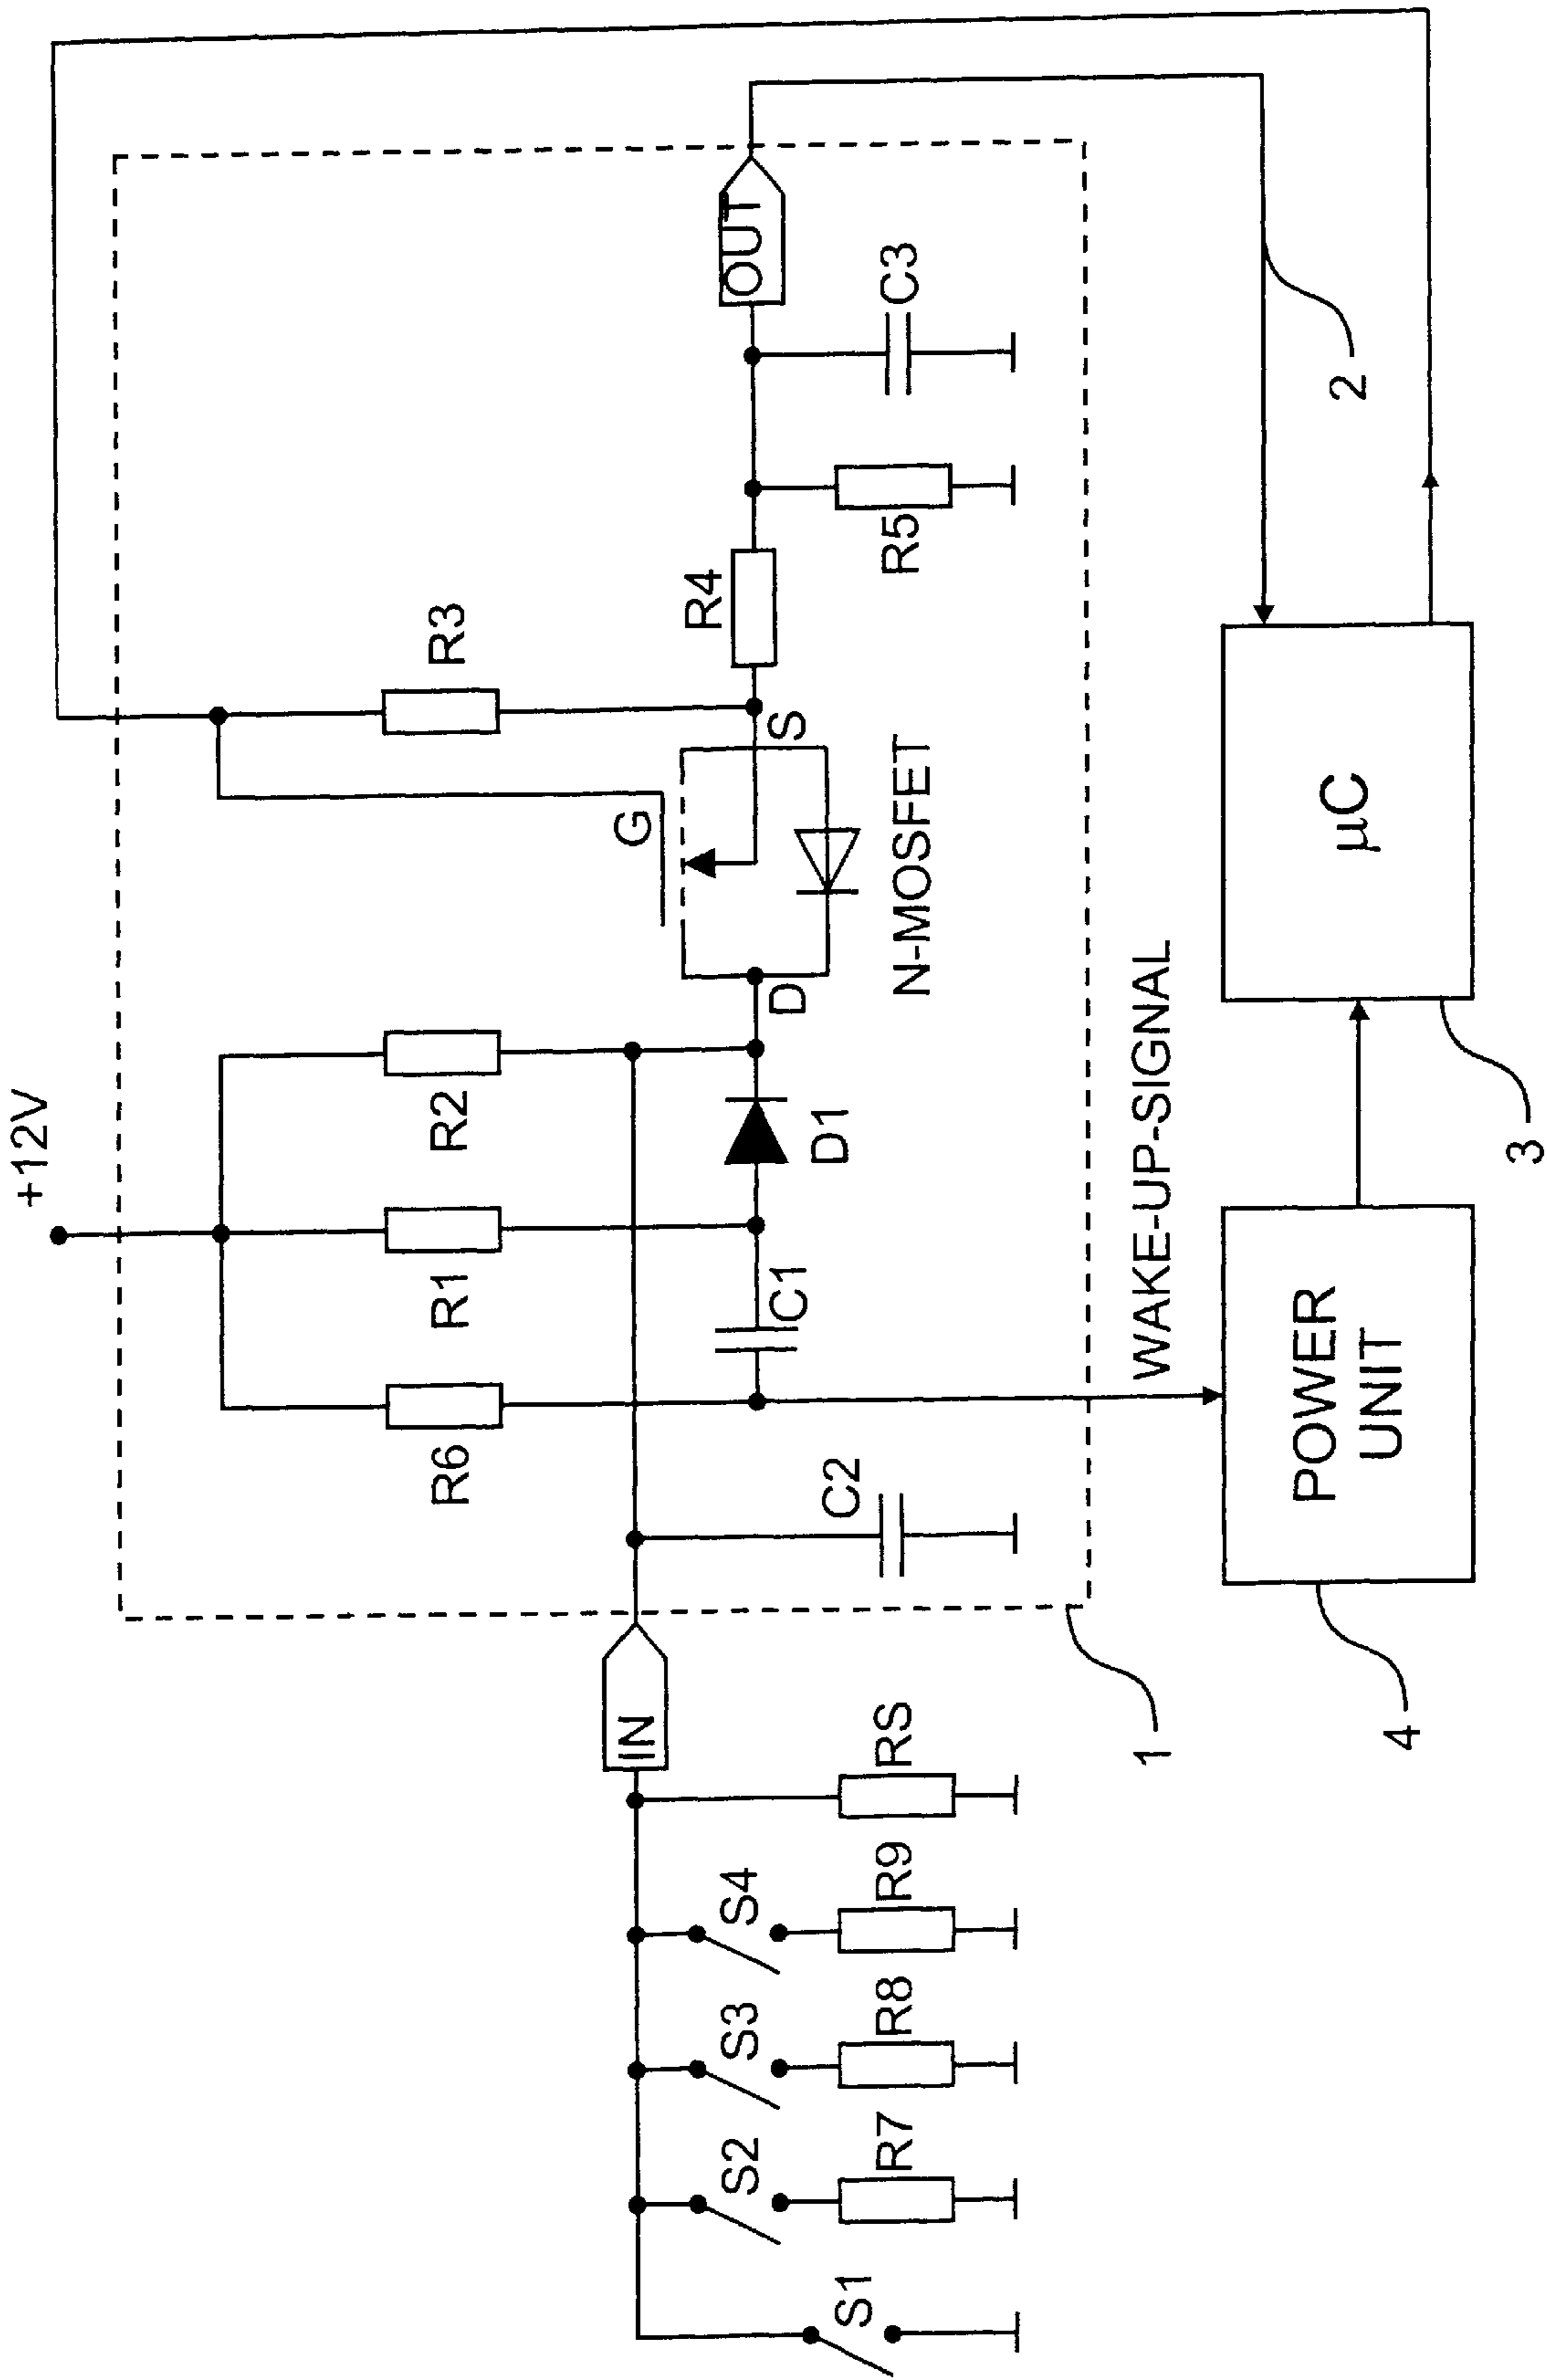 +12V
R6
R1
R2
R3
G
R4
S
D
OUT
C1
D1
IN
S4
S3
S2
S1
C2
R5
C3
N-MOSFET
RS
R9
R8
R7
WAKE-UP-SIGNAL
1
2
POWER
UNIT
µC
4
3